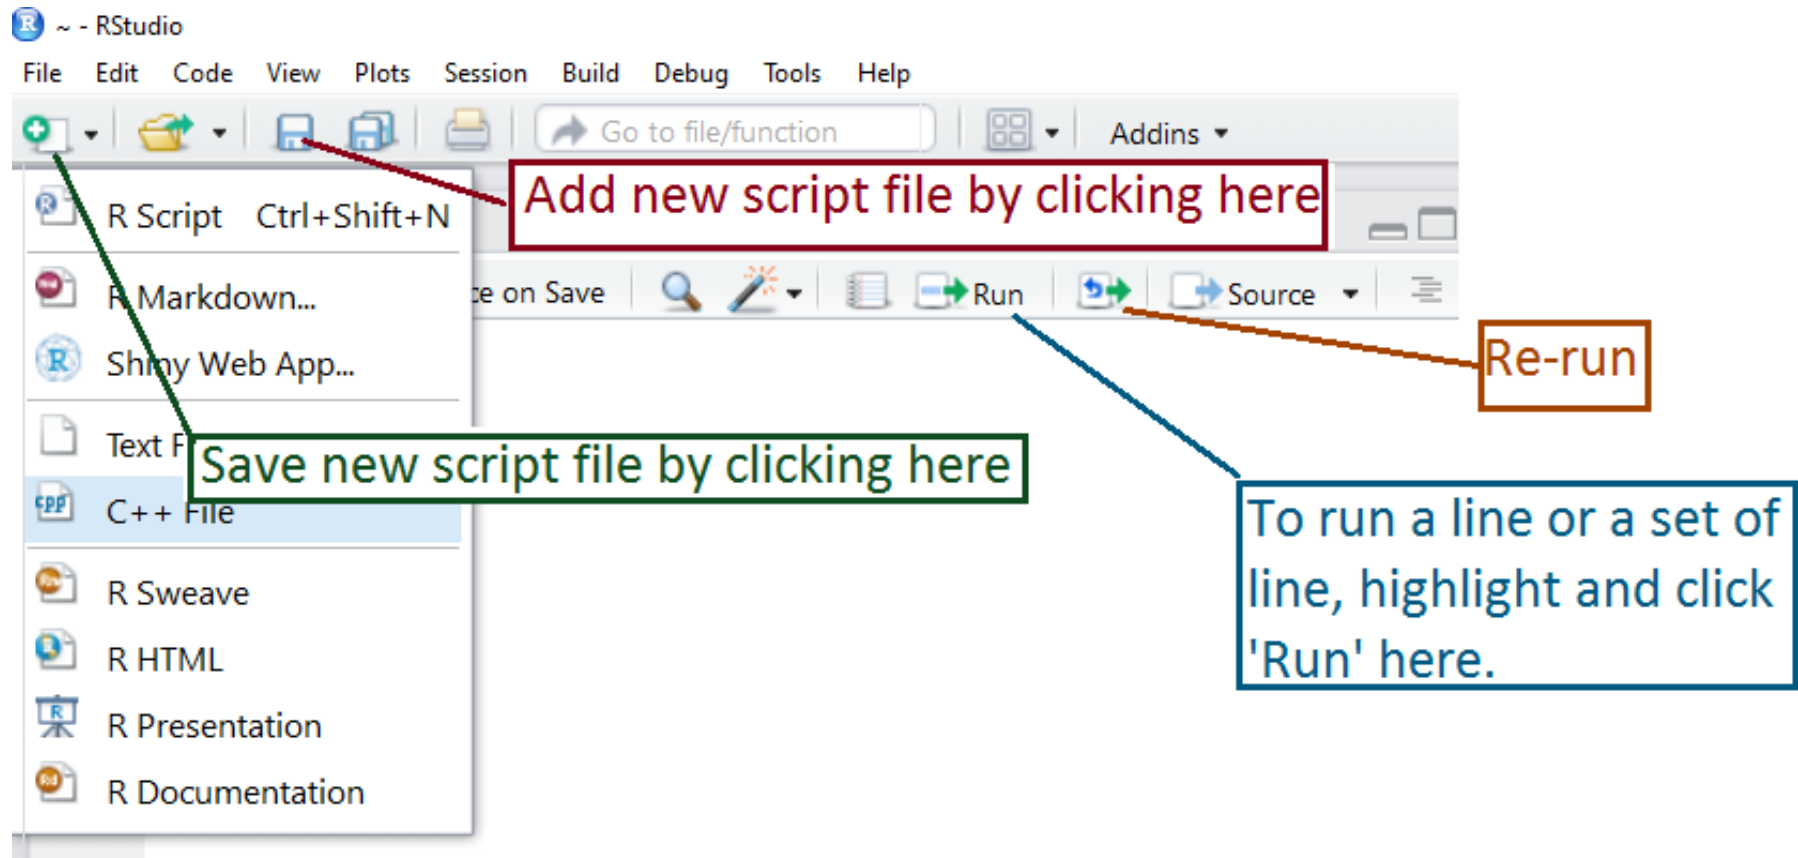 ~ - RStudio
File Edit Code View Plots Session Build Debug Tools Help
Go to file/function Addins
Add new script file by clicking here
R Script Ctrl+Shift+N
R Markdown...
on Save Run Source
Shiny Web App...
Re-run
Text
Save new script file by clicking here
C++ File
To run a line or a set of
line, highlight and click
'Run' here.
R Sweave
R HTML
R Presentation
R Documentation